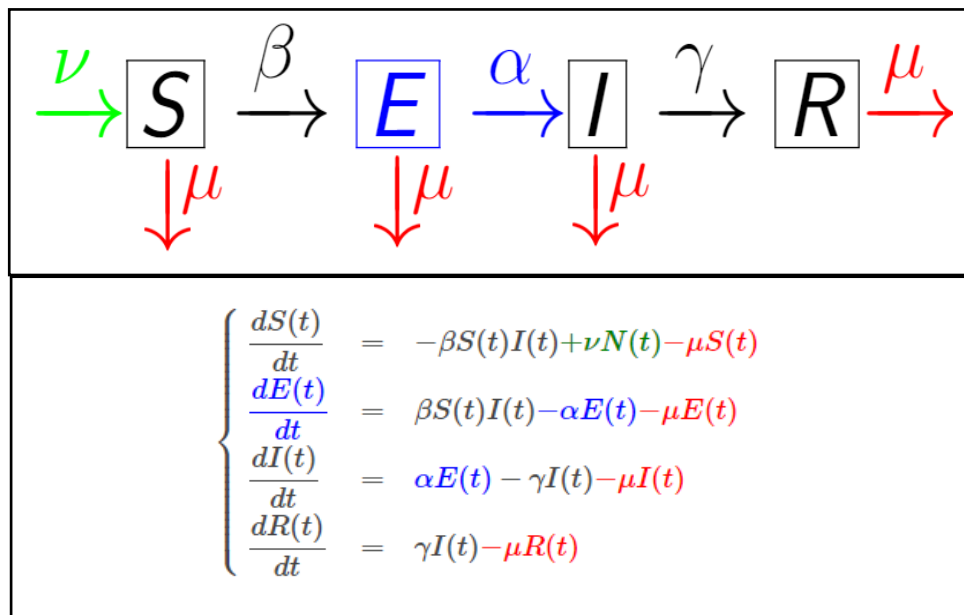 ν S β E α I γ R μ
μ μ μ
dS(t)/dt = -βS(t)I(t)+νN(t)-μS(t)
dE(t)/dt = βS(t)I(t)-αE(t)-μE(t)
dI(t)/dt = αE(t) - γI(t)-μI(t)
dR(t)/dt = γI(t)-μR(t)